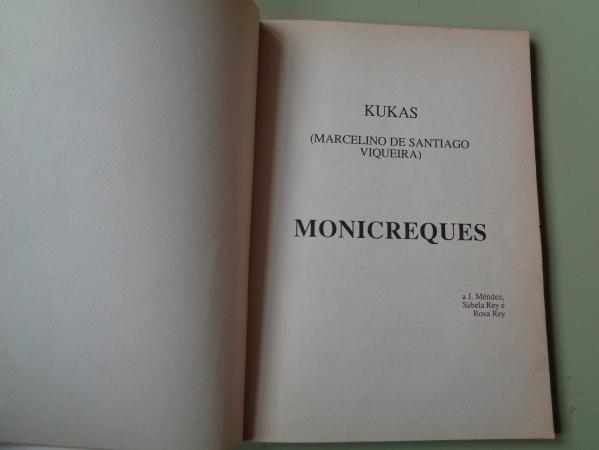 KUKAS
(MARCELINO DE SANTIAGO
VIQUEIRA)
MONICREQUES
a J. Méndez,
Sabela Rey e
Rosa Rey